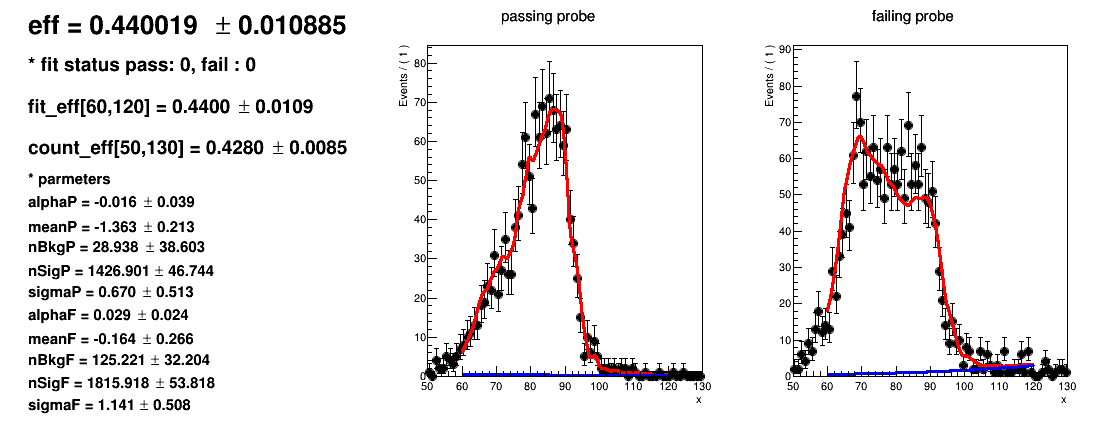 eff = 0.440019 ± 0.010885
* fit status pass: 0, fail : 0
fit_eff[60,120] = 0.4400 ± 0.0109
count_eff[50,130] = 0.4280 ± 0.0085
* parmeters
alphaP = -0.016 ± 0.039
meanP = -1.363 ± 0.213
nBkgP = 28.938 ± 38.603
nSigP = 1426.901 ± 46.744
sigmaP = 0.670 ± 0.513
alphaF = 0.029 ± 0.024
meanF = -0.164 ± 0.266
nBkgF = 125.221 ± 32.204
nSigF = 1815.918 ± 53.818
sigmaF = 1.141 ± 0.508
passing probe
Events / ( 1 )
80
70
60
50
40
30
20
10
0
50 60 70 80 90 100 110 120 130
x
failing probe
Events / ( 1 )
90
80
70
60
50
40
30
20
10
0
50 60 70 80 90 100 110 120 130
x